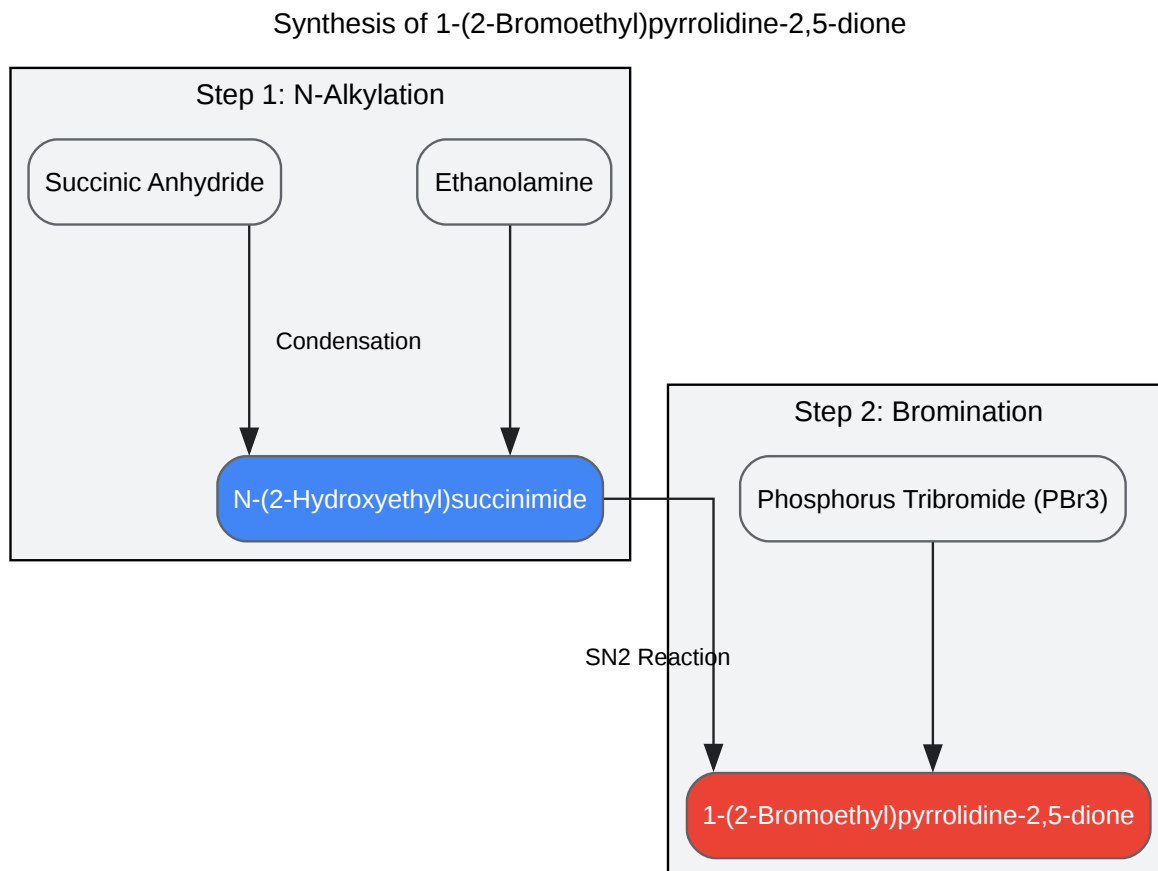 Synthesis of 1-(2-Bromoethyl)pyrrolidine-2,5-dione
Step 1: N-Alkylation
Succinic Anhydride
Ethanolamine
Condensation
N-(2-Hydroxyethyl)succinimide
Step 2: Bromination
Phosphorus Tribromide (PBr3)
SN2 Reaction
1-(2-Bromoethyl)pyrrolidine-2,5-dione